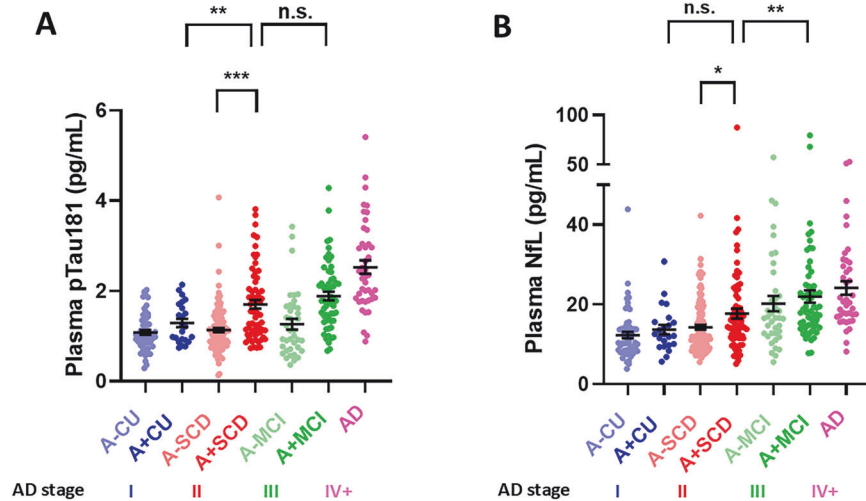 A
**
n.s.
***
Plasma pTau181 (pg/mL)
6
4
2
0
A-CU
A+CU
A-SCD
A+SCD
A-MCI
A+MCI
AD
AD stage I II III IV+
B
n.s.
**
*
Plasma NfL (pg/mL)
100
50
40
20
0
A-CU
A+CU
A-SCD
A+SCD
A-MCI
A+MCI
AD
AD stage I II III IV+